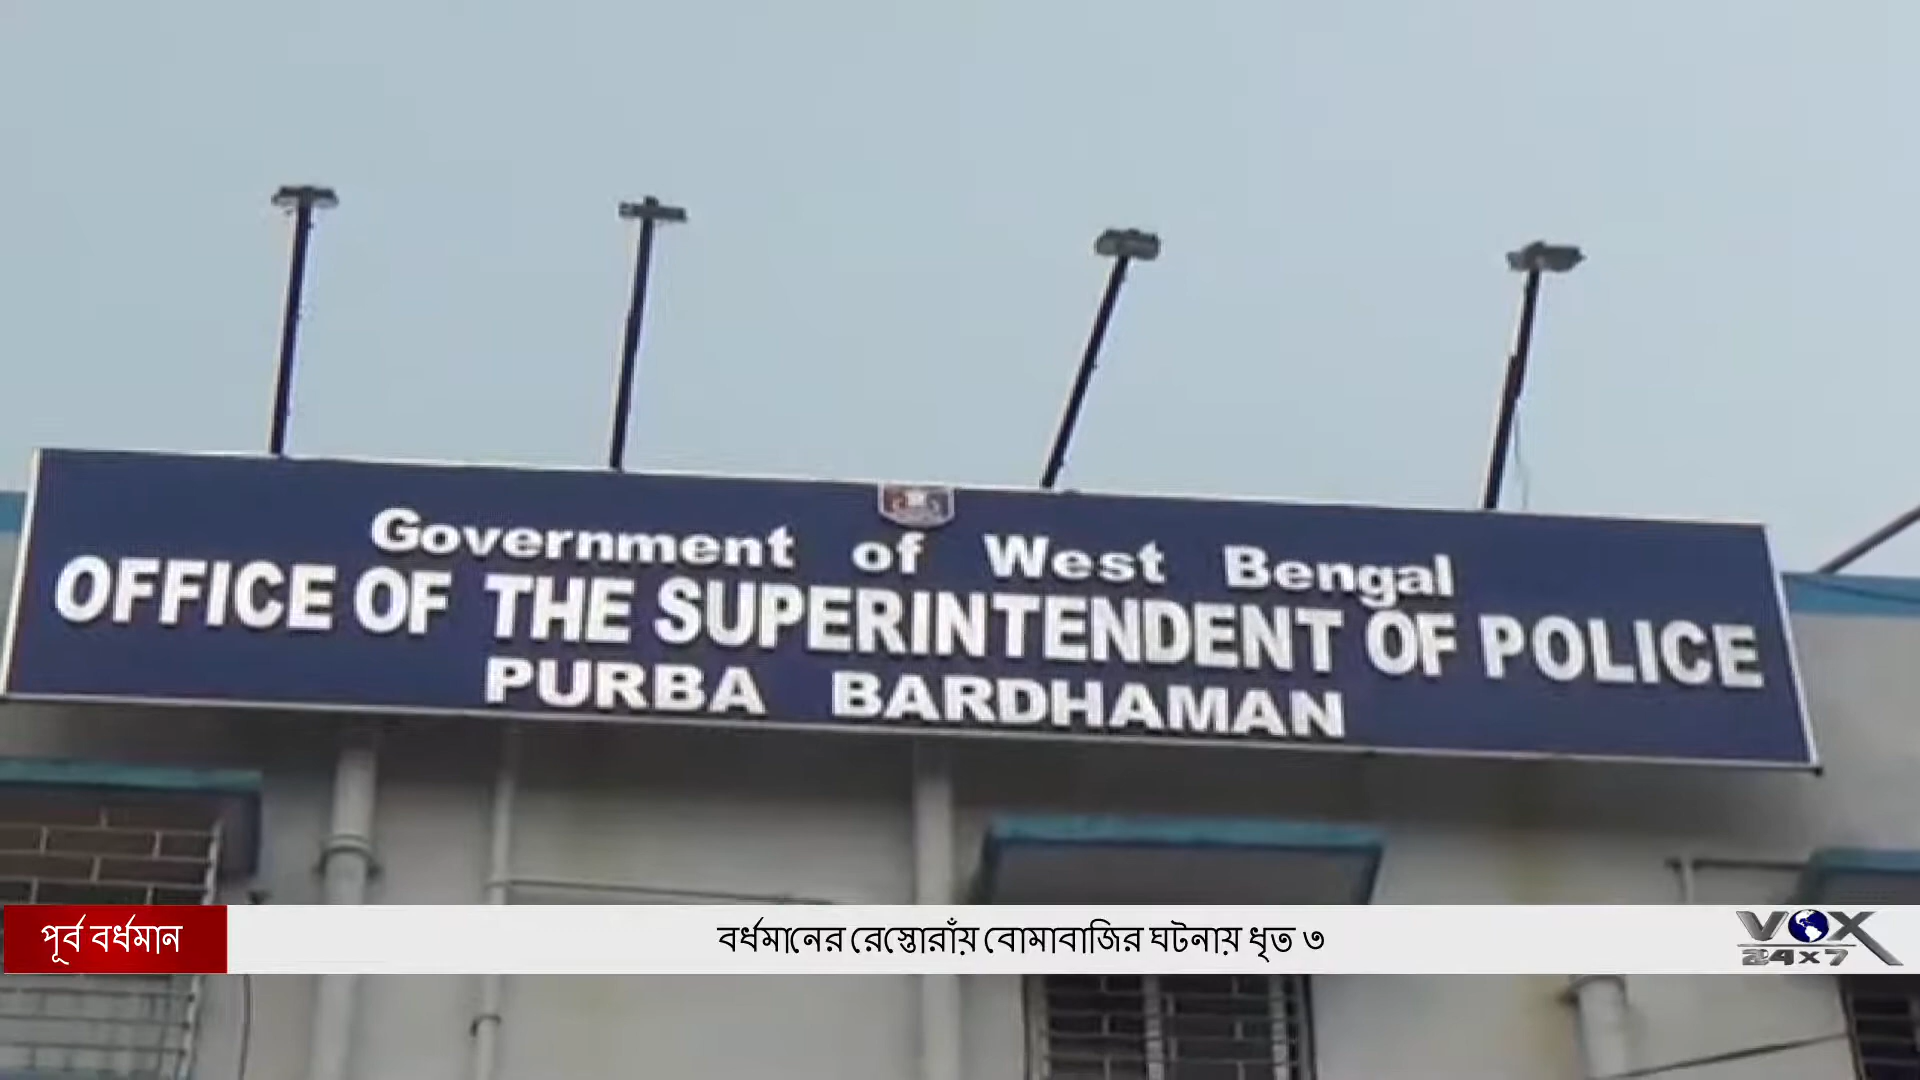 Government of West Bengal
OFFICE OF THE SUPERINTENDENT OF POLICE
PURBA BARDHAMAN
পূর্ব বর্ধমান
বর্ধমানের রেস্তোরাঁয় বোমাবাজির ঘটনায় ধৃত ৩
VOX
24x7